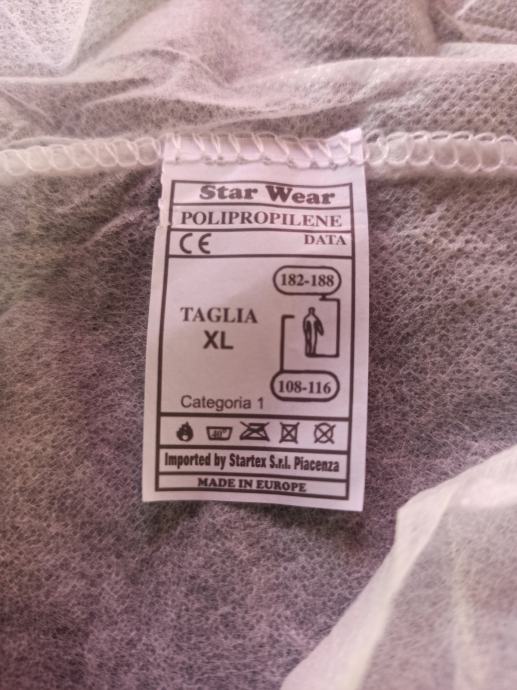 Star Wear
POLIPROPILENE
CE DATA
182-188
TAGLIA
XL
108-116
Categoria 1
40°
Imported by Startex S.r.l. Piacenza
MADE IN EUROPE